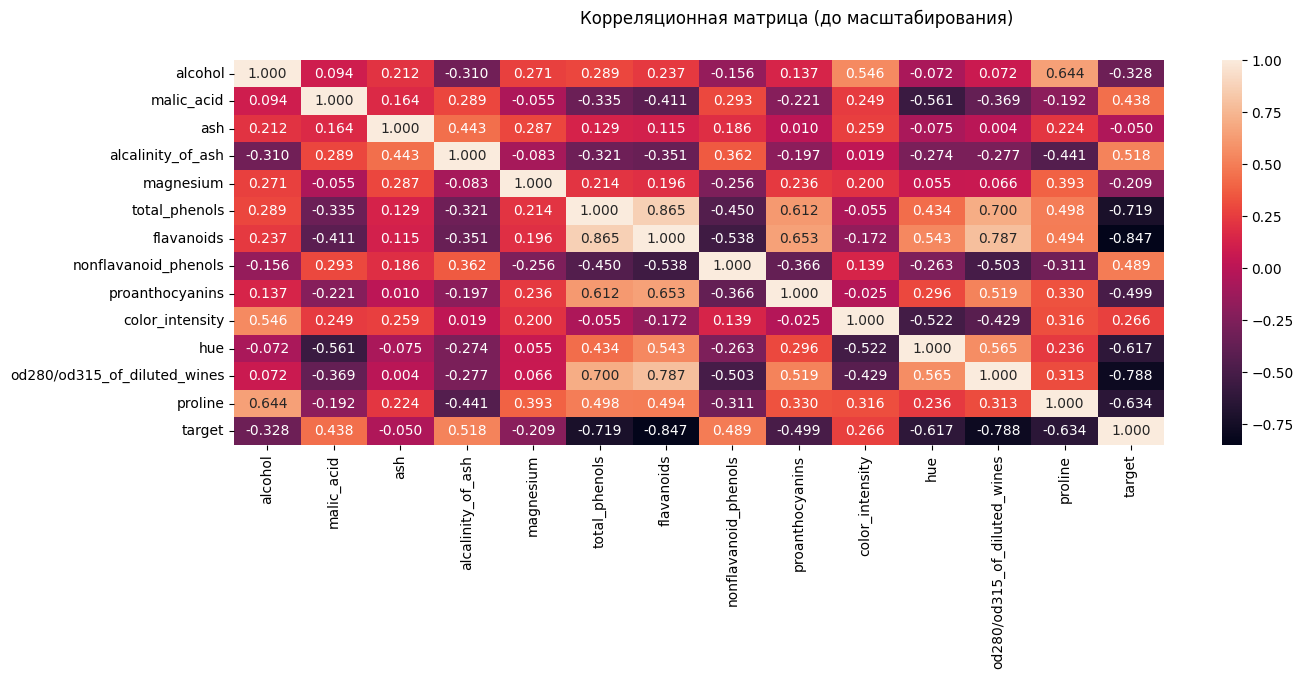 Корреляционная матрица (до масштабирования)
alcohol 1.000 0.094 0.212 -0.310 0.271 0.289 0.237 -0.156 0.137 0.546 -0.072 0.072 0.644 -0.328
malic_acid 0.094 1.000 0.164 0.289 -0.055 -0.335 -0.411 0.293 -0.221 0.249 -0.561 -0.369 -0.192 0.438
ash 0.212 0.164 1.000 0.443 0.287 0.129 0.115 0.186 0.010 0.259 -0.075 0.004 0.224 -0.050
alcalinity_of_ash -0.310 0.289 0.443 1.000 -0.083 -0.321 -0.351 0.362 -0.197 0.019 -0.274 -0.277 -0.441 0.518
magnesium 0.271 -0.055 0.287 -0.083 1.000 0.214 0.196 -0.256 0.236 0.200 0.055 0.066 0.393 -0.209
total_phenols 0.289 -0.335 0.129 -0.321 0.214 1.000 0.865 -0.450 0.612 -0.055 0.434 0.700 0.498 -0.719
flavanoids 0.237 -0.411 0.115 -0.351 0.196 0.865 1.000 -0.538 0.653 -0.172 0.543 0.787 0.494 -0.847
nonflavanoid_phenols -0.156 0.293 0.186 0.362 -0.256 -0.450 -0.538 1.000 -0.366 0.139 -0.263 -0.503 -0.311 0.489
proanthocyanins 0.137 -0.221 0.010 -0.197 0.236 0.612 0.653 -0.366 1.000 -0.025 0.296 0.519 0.330 -0.499
color_intensity 0.546 0.249 0.259 0.019 0.200 -0.055 -0.172 0.139 -0.025 1.000 -0.522 -0.429 0.316 0.266
hue -0.072 -0.561 -0.075 -0.274 0.055 0.434 0.543 -0.263 0.296 -0.522 1.000 0.565 0.236 -0.617
od280/od315_of_diluted_wines 0.072 -0.369 0.004 -0.277 0.066 0.700 0.787 -0.503 0.519 -0.429 0.565 1.000 0.313 -0.788
proline 0.644 -0.192 0.224 -0.441 0.393 0.498 0.494 -0.311 0.330 0.316 0.236 0.313 1.000 -0.634
target -0.328 0.438 -0.050 0.518 -0.209 -0.719 -0.847 0.489 -0.499 0.266 -0.617 -0.788 -0.634 1.000
alcohol
malic_acid
ash
alcalinity_of_ash
magnesium
total_phenols
flavanoids
nonflavanoid_phenols
proanthocyanins
color_intensity
hue
od280/od315_of_diluted_wines
proline
target
1.00
0.75
0.50
0.25
0.00
-0.25
-0.50
-0.75